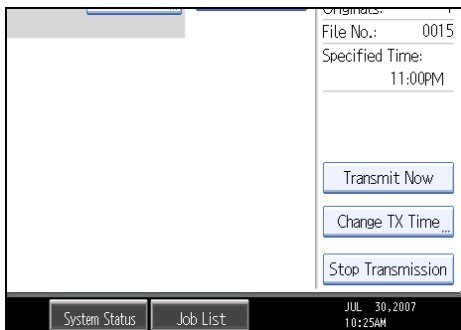 File No.: 0015
Specified Time:
11:00PM
Transmit Now
Change TX Time
Stop Transmission
System Status
Job List
JUL 30,2007
10:25AM